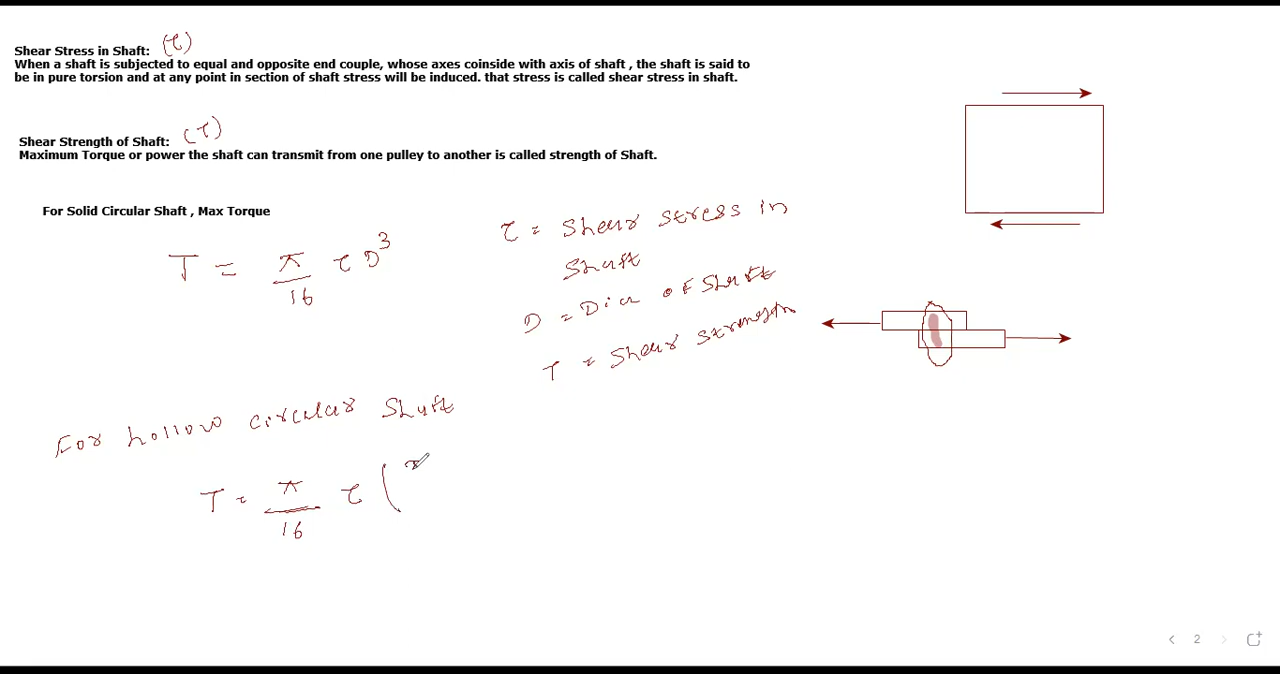 Shear Stress in Shaft: (τ)
When a shaft is subjected to equal and opposite end couple, whose axes coinside with axis of shaft , the shaft is said to
be in pure torsion and at any point in section of shaft stress will be induced. that stress is called shear stress in shaft.
Shear Strength of Shaft: (T)
Maximum Torque or power the shaft can transmit from one pulley to another is called strength of Shaft.
For Solid Circular Shaft , Max Torque
T = π/16 τ D³
τ = Shear stress in
Shaft
D = Dia of Shaft
T = Shear Strength
For hollow circular Shaft
T = π/16 τ (
2